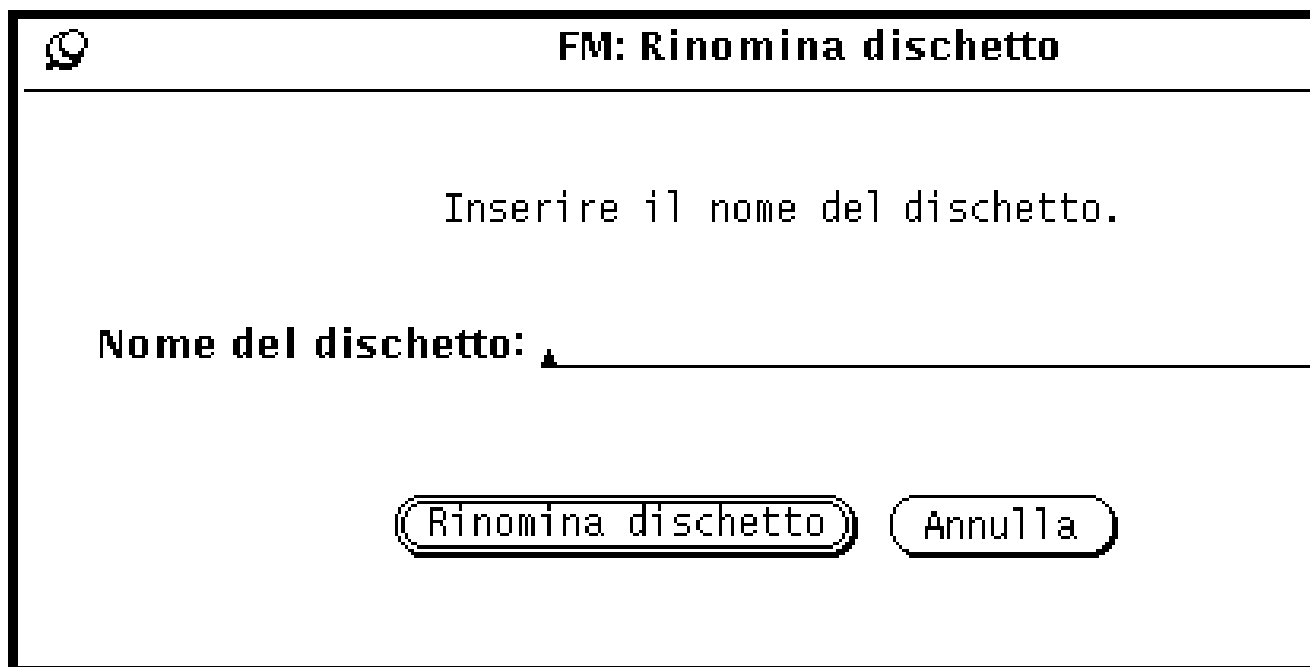 FM: Rinomina dischetto
Inserire il nome del dischetto.
Nome del dischetto:
Rinomina dischetto Annulla